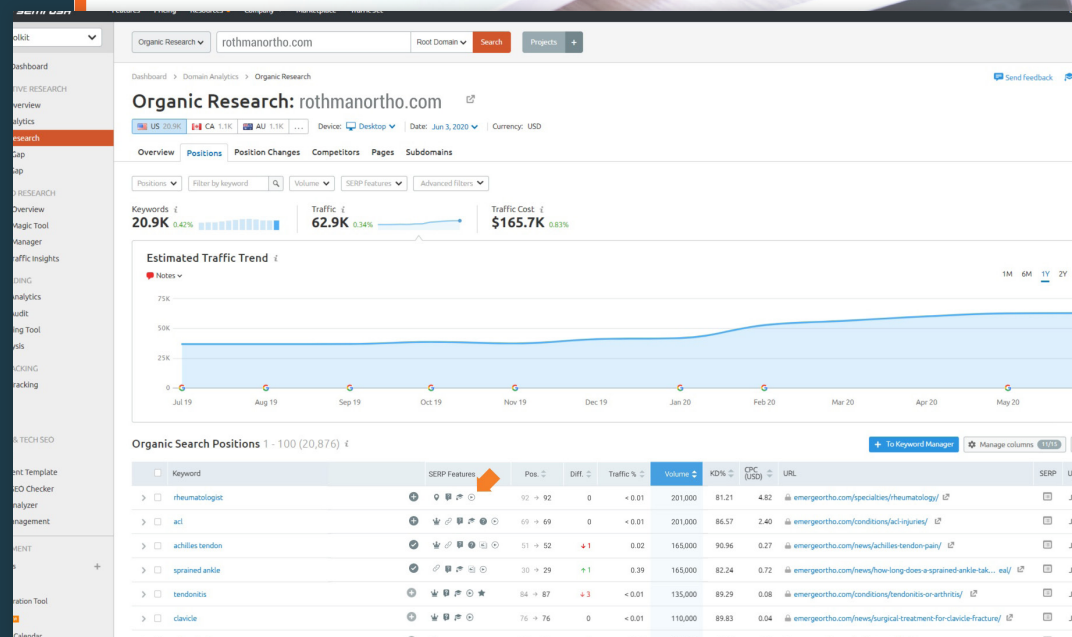 Organic Research rothmanortho.com Root Domain Search Projects +
Dashboard > Domain Analytics > Organic Research Send feedback
Organic Research: rothmanortho.com
US 20.9K CA 1.1K AU 1.1K ... Device: Desktop Date: Jun 3, 2020 Currency: USD
Overview Positions Position Changes Competitors Pages Subdomains
Positions Filter by keyword Volume SERP features Advanced filters
Keywords i Traffic i Traffic Cost i
20.9K 0.42% 62.9K 0.34% $165.7K 0.83%
Estimated Traffic Trend i
Notes 1M 6M 1Y 2Y
75K
50K
25K
0
Jul 19 Aug 19 Sep 19 Oct 19 Nov 19 Dec 19 Jan 20 Feb 20 Mar 20 Apr 20 May 20
Organic Search Positions 1 - 100 (20,876) i + To Keyword Manager Manage columns 11/15
Keyword SERP Features Pos. Diff. Traffic % Volume KD% CPC (USD) URL SERP
rheumatologist 92 → 92 0 < 0.01 201,000 81.21 4.82 emergeortho.com/specialties/rheumatology/
acl 69 → 69 0 < 0.01 201,000 86.57 2.40 emergeortho.com/conditions/acl-injuries/
achilles tendon 51 → 52 ↓1 0.02 165,000 90.96 0.27 emergeortho.com/news/achilles-tendon-pain/
sprained ankle 30 → 29 ↑1 0.39 165,000 82.24 0.72 emergeortho.com/news/how-long-does-a-sprained-ankle-tak... eal/
tendonitis 84 → 87 ↓3 < 0.01 135,000 89.29 0.08 emergeortho.com/conditions/tendonitis-or-arthritis/
clavicle 76 → 76 0 < 0.01 110,000 89.83 0.04 emergeortho.com/news/surgical-treatment-for-clavicle-fracture/